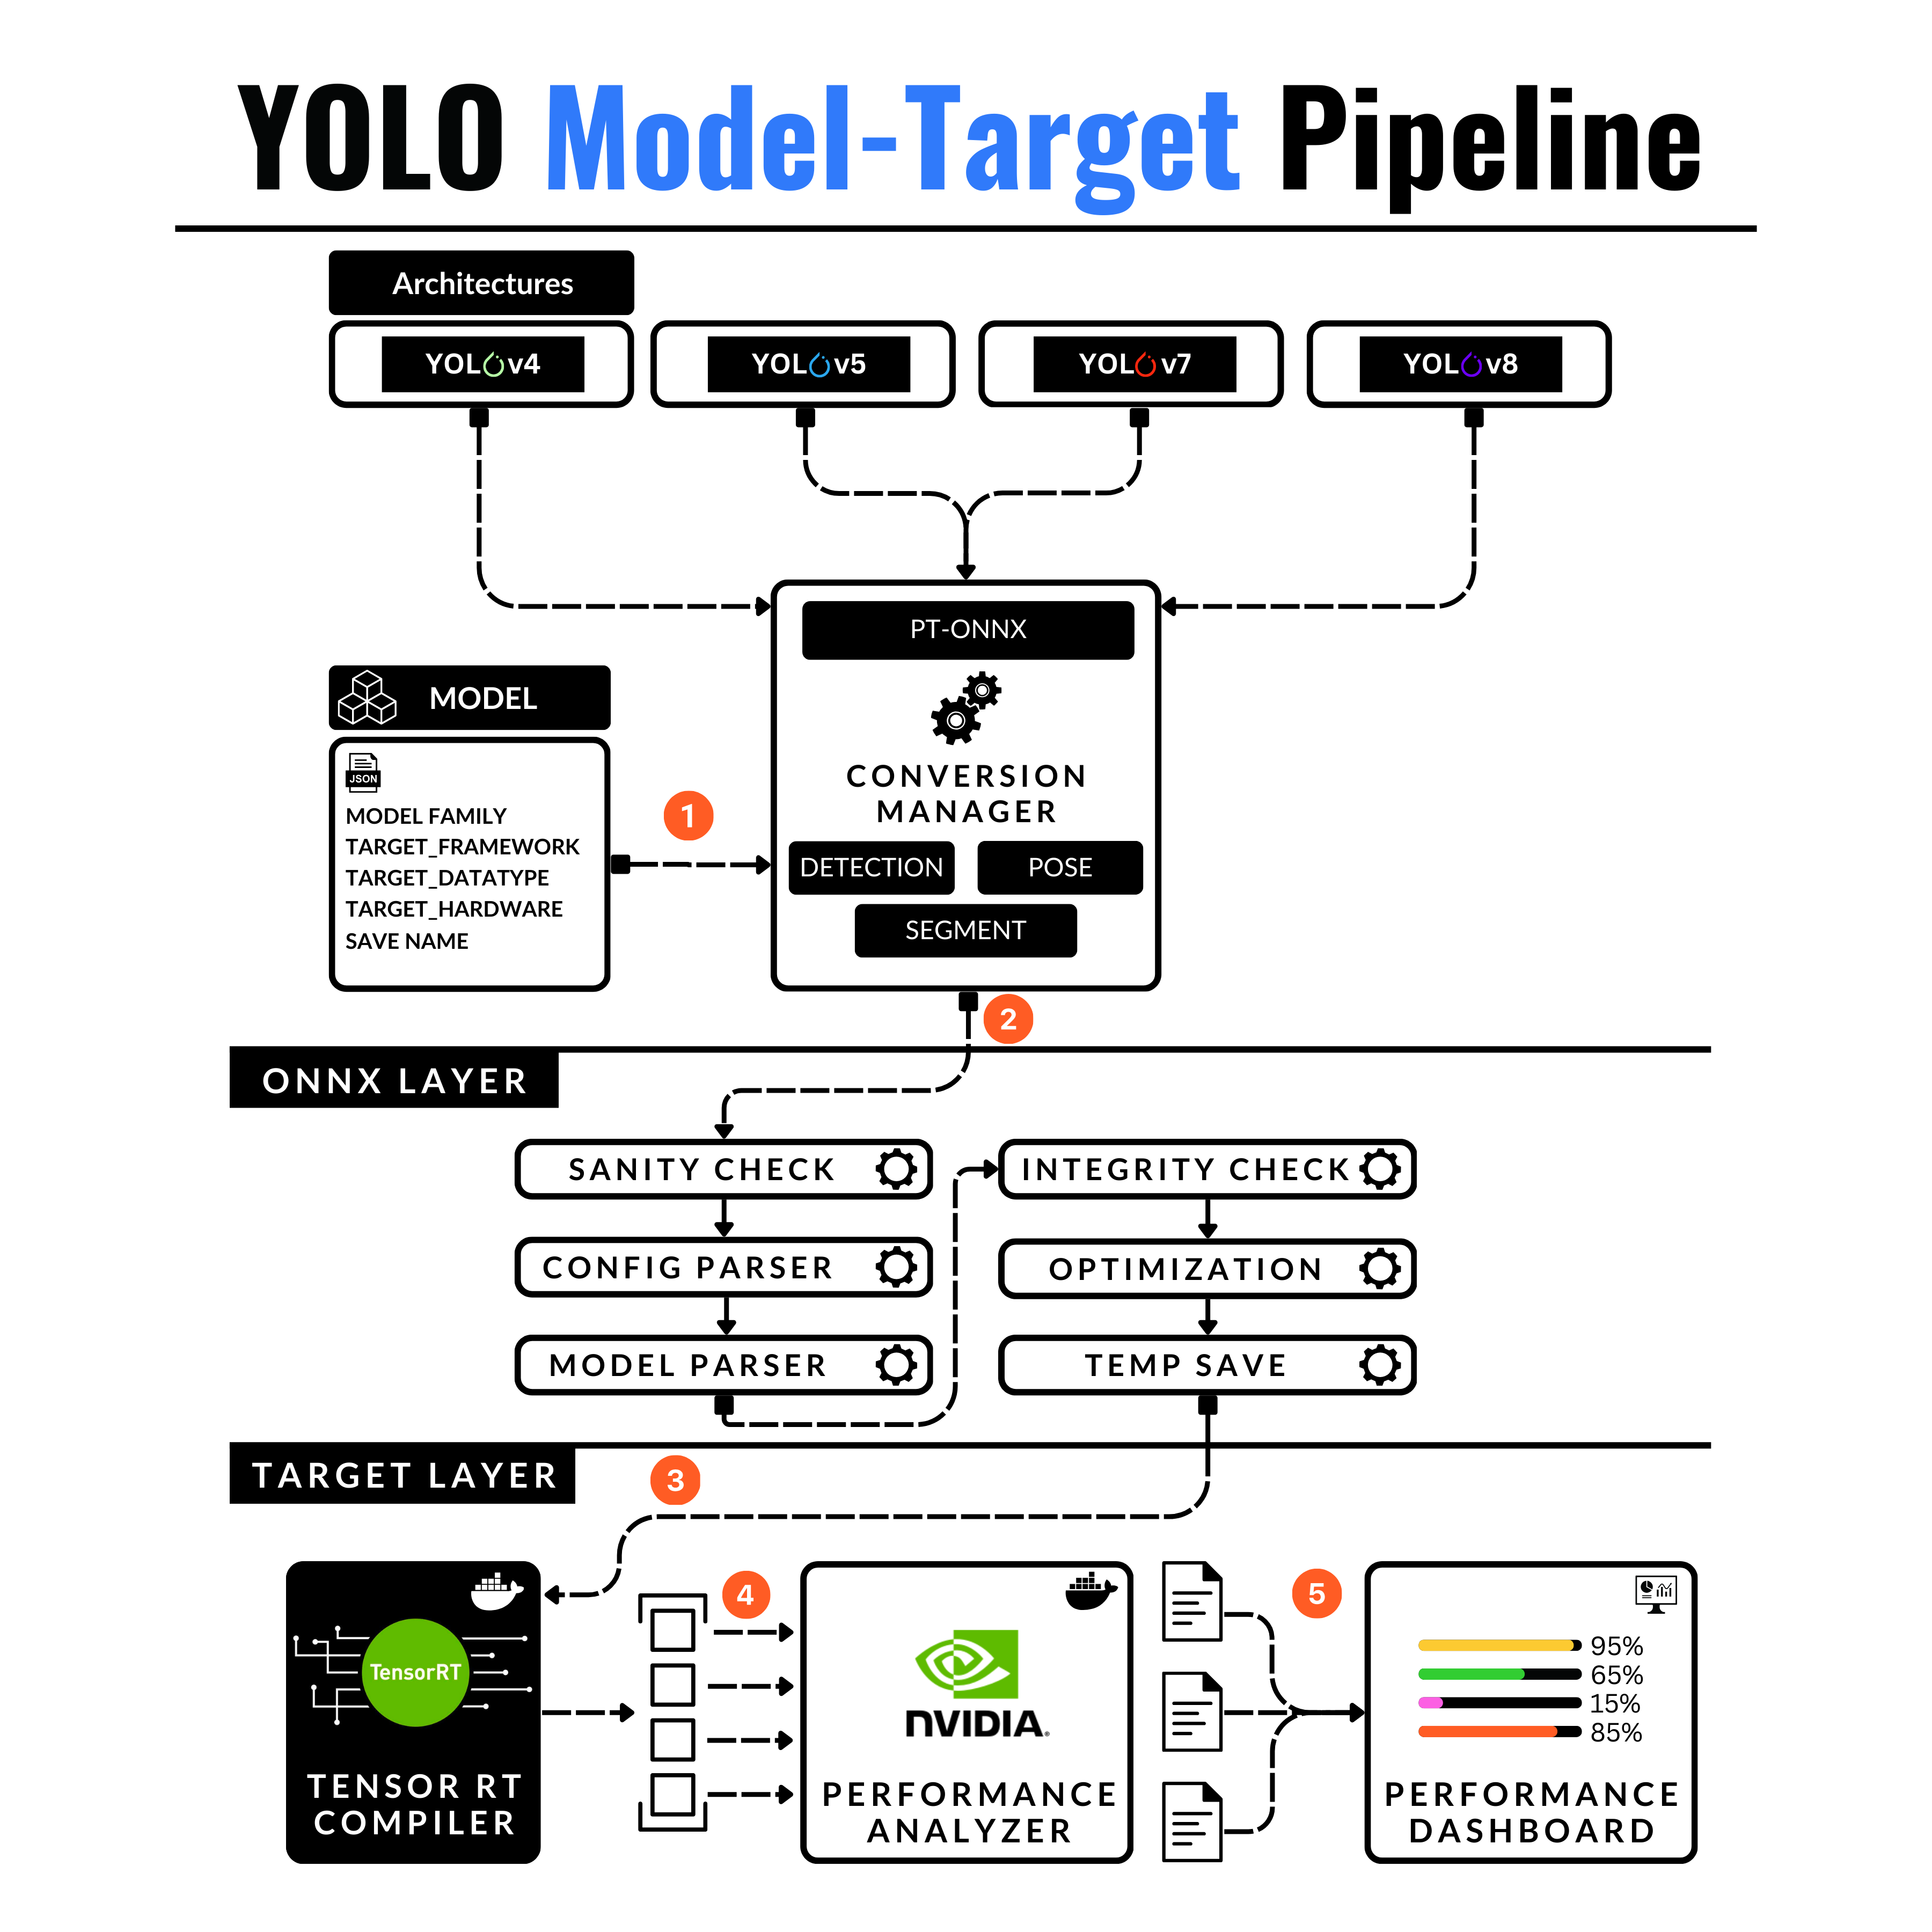 YOLO Model-Target Pipeline
Architectures
YOLOv4
YOLOv5
YOLOv7
YOLOv8
PT-ONNX
MODEL
JSON
MODEL FAMILY
TARGET_FRAMEWORK
TARGET_DATATYPE
TARGET_HARDWARE
SAVE NAME
1
CONVERSION
MANAGER
DETECTION
POSE
SEGMENT
2
ONNX LAYER
SANITY CHECK
CONFIG PARSER
MODEL PARSER
INTEGRITY CHECK
OPTIMIZATION
TEMP SAVE
TARGET LAYER
3
TensorRT
TENSOR RT
COMPILER
4
NVIDIA.
PERFORMANCE
ANALYZER
5
95%
65%
15%
85%
PERFORMANCE
DASHBOARD